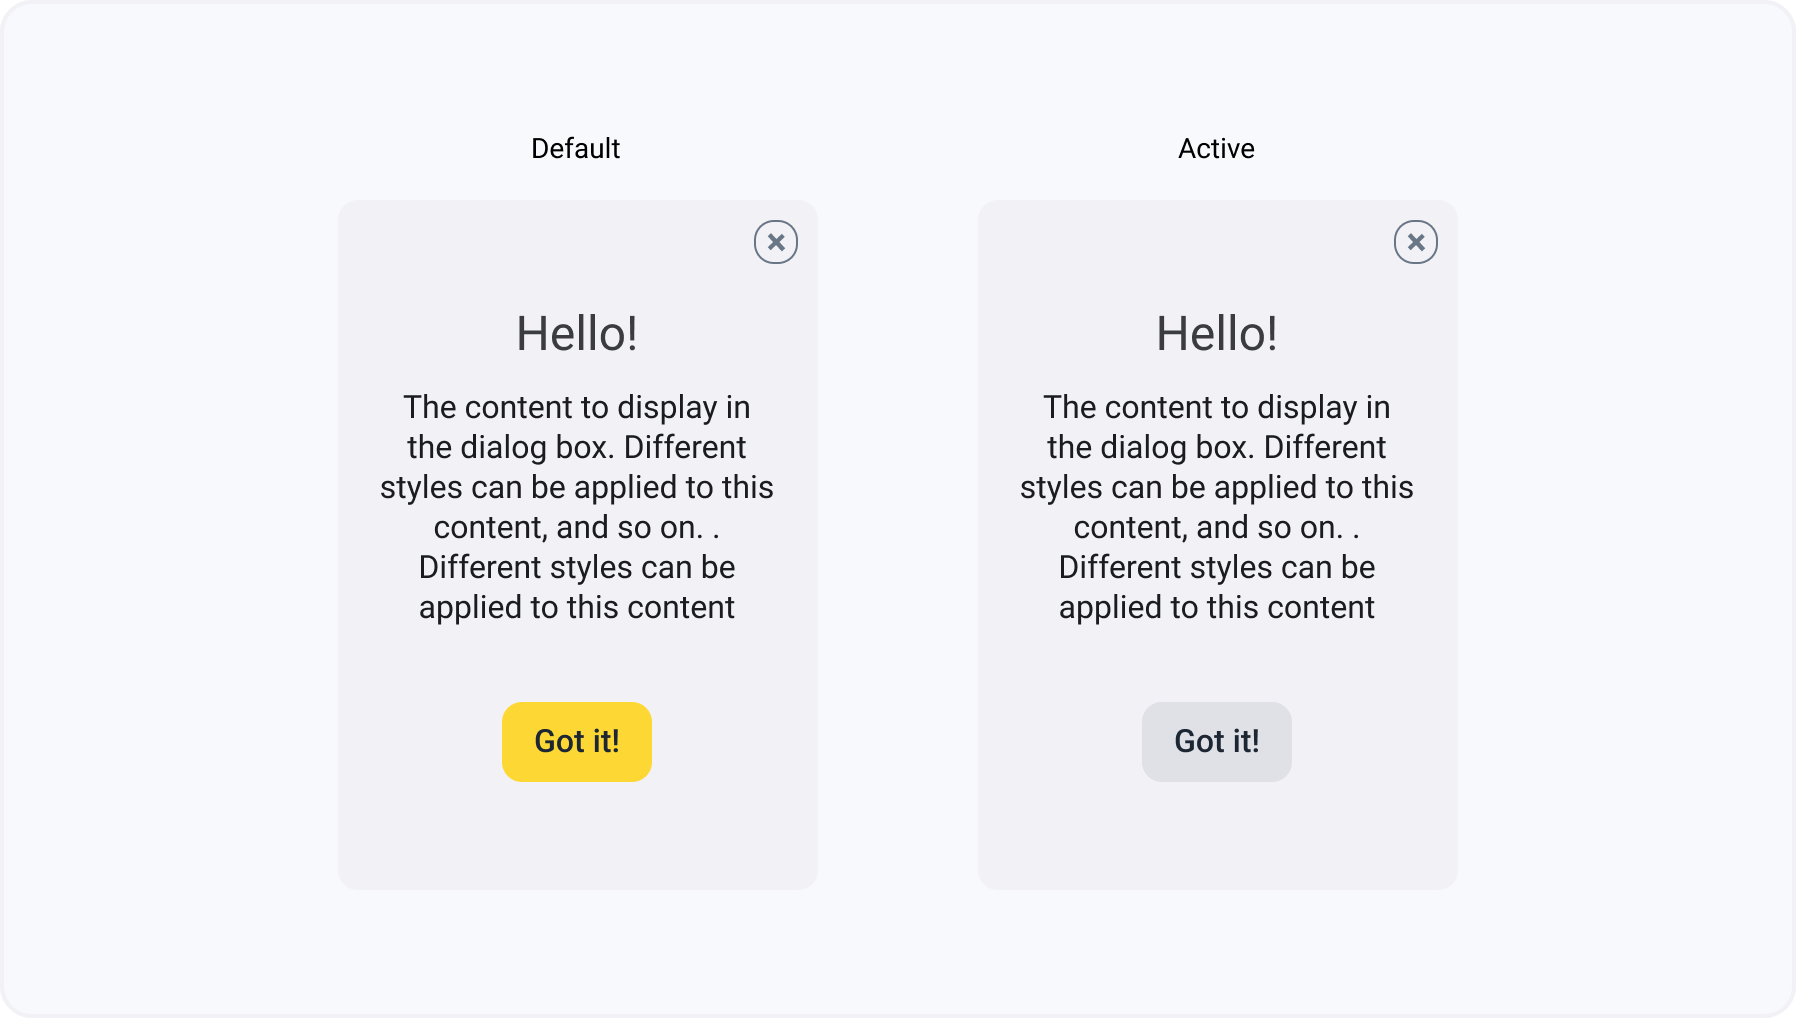 Default
Hello!
The content to display in
the dialog box. Different
styles can be applied to this
content, and so on. .
Different styles can be
applied to this content
Got it!
Active
Hello!
The content to display in
the dialog box. Different
styles can be applied to this
content, and so on. .
Different styles can be
applied to this content
Got it!